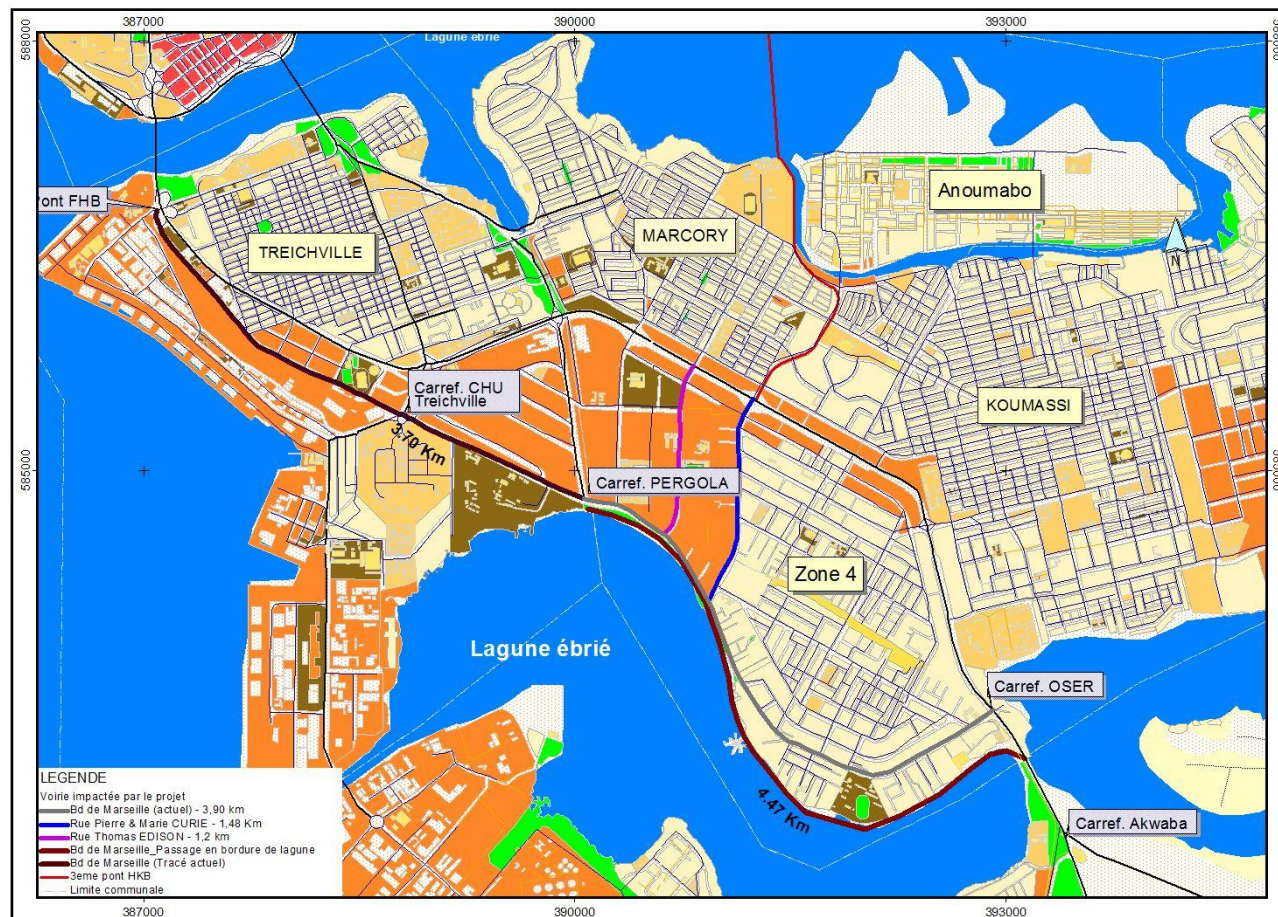 387000
390000
393000
588000
Lagune ébrié
Pont FHB
Anoumabo
TREICHVILLE
MARCORY
N
Carref. CHU
Treichville
KOUMASSI
3.70 Km
585000
Carref. PERGOLA
Zone 4
Lagune ébrié
Carref. OSER
4.47 Km
Carref. Akwaba
LEGENDE
Voirie impactée par le projet
Bd de Marseille (actuel) - 3,90 km
Rue Pierre & Marie CURIE - 1,48 Km
Rue Thomas EDISON - 1,2 km
Bd de Marseille_Passage en bordure de lagune
Bd de Marseille (Tracé actuel)
3eme pont HKB
Limite communale
387000
390000
393000